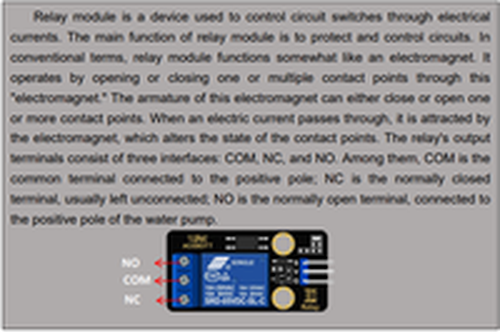 Relay module is a device used to control circuit switches through electrical
currents. The main function of relay module is to protect and control circuits. In
conventional terms, relay module functions somewhat like an electromagnet. It
operates by opening or closing one or multiple contact points through this
"electromagnet." The armature of this electromagnet can either close or open one
or more contact points. When an electric current passes through, it is attracted by
the electromagnet, which alters the state of the contact points. The relay's output
terminals consist of three interfaces: COM, NC, and NO. Among them, COM is the
common terminal connected to the positive pole; NC is the normally closed
terminal, usually left unconnected; NO is the normally open terminal, connected to
the positive pole of the water pump.
NO
COM
NC
SONGLE
SRD-05VDC-SL-C
Relay